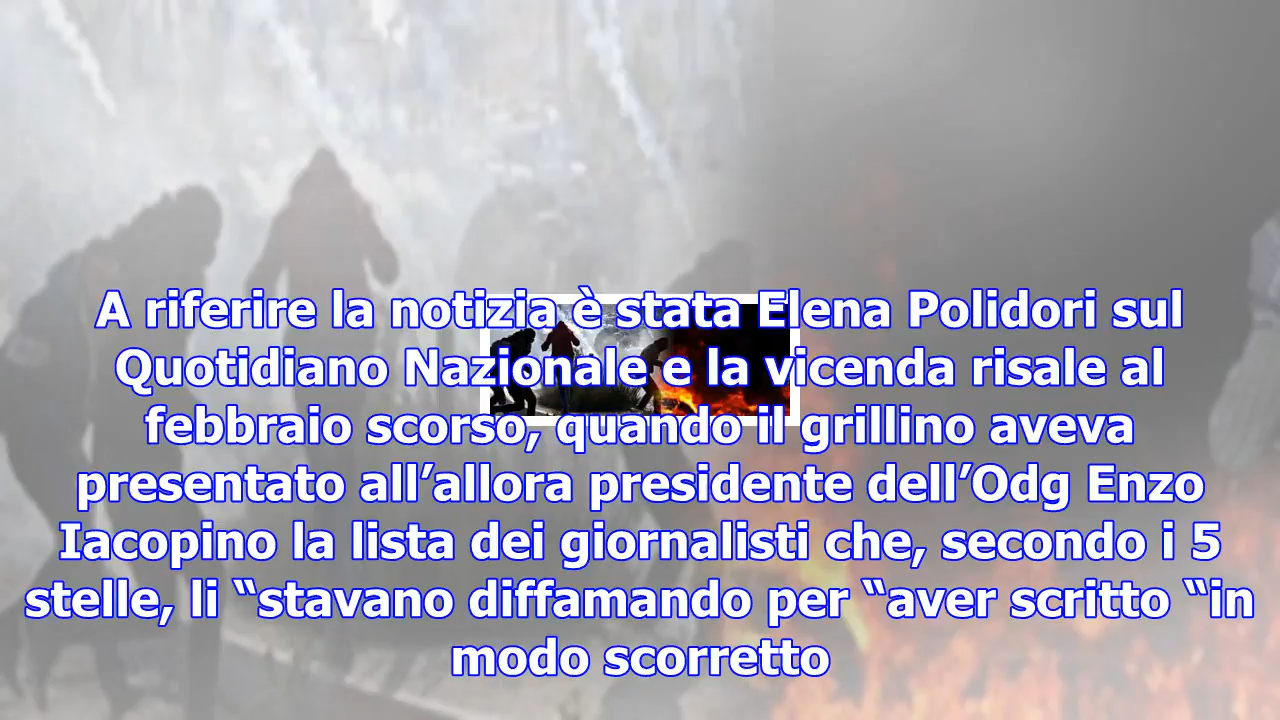 A riferire la notizia è stata Elena Polidori sul
Quotidiano Nazionale e la vicenda risale al
febbraio scorso, quando il grillino aveva
presentato all’allora presidente dell’Odg Enzo
Iacopino la lista dei giornalisti che, secondo i 5
stelle, li “stavano diffamando per “aver scritto “in
modo scorretto